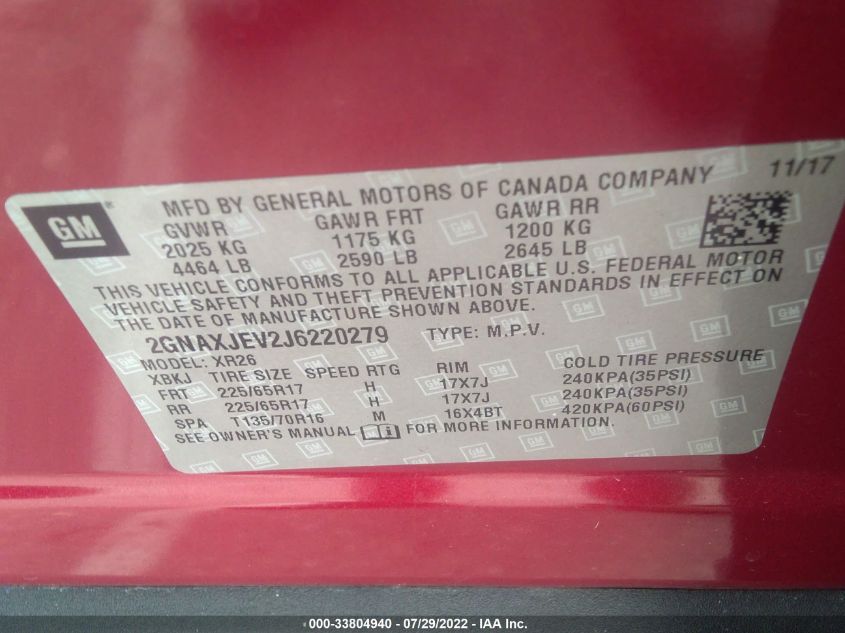 GM ®
MFD BY GENERAL MOTORS OF CANADA COMPANY 11/17
GVWR GAWR FRT GAWR RR
2025 KG 1175 KG 1200 KG
4464 LB 2590 LB 2645 LB
THIS VEHICLE CONFORMS TO ALL APPLICABLE U.S. FEDERAL MOTOR
VEHICLE SAFETY AND THEFT PREVENTION STANDARDS IN EFFECT ON
THE DATE OF MANUFACTURE SHOWN ABOVE.
2GNAXJEV2J6220279 TYPE: M.P.V.
MODEL: XR26
XBKJ TIRE SIZE SPEED RTG RIM COLD TIRE PRESSURE
FRT 225/65R17 H 17X7J 240KPA(35PSI)
RR 225/65R17 H 17X7J 240KPA(35PSI)
SPA T135/70R16 M 16X4BT 420KPA(60PSI)
SEE OWNER'S MANUAL FOR MORE INFORMATION.
000-33804940 - 07/29/2022 - IAA Inc.